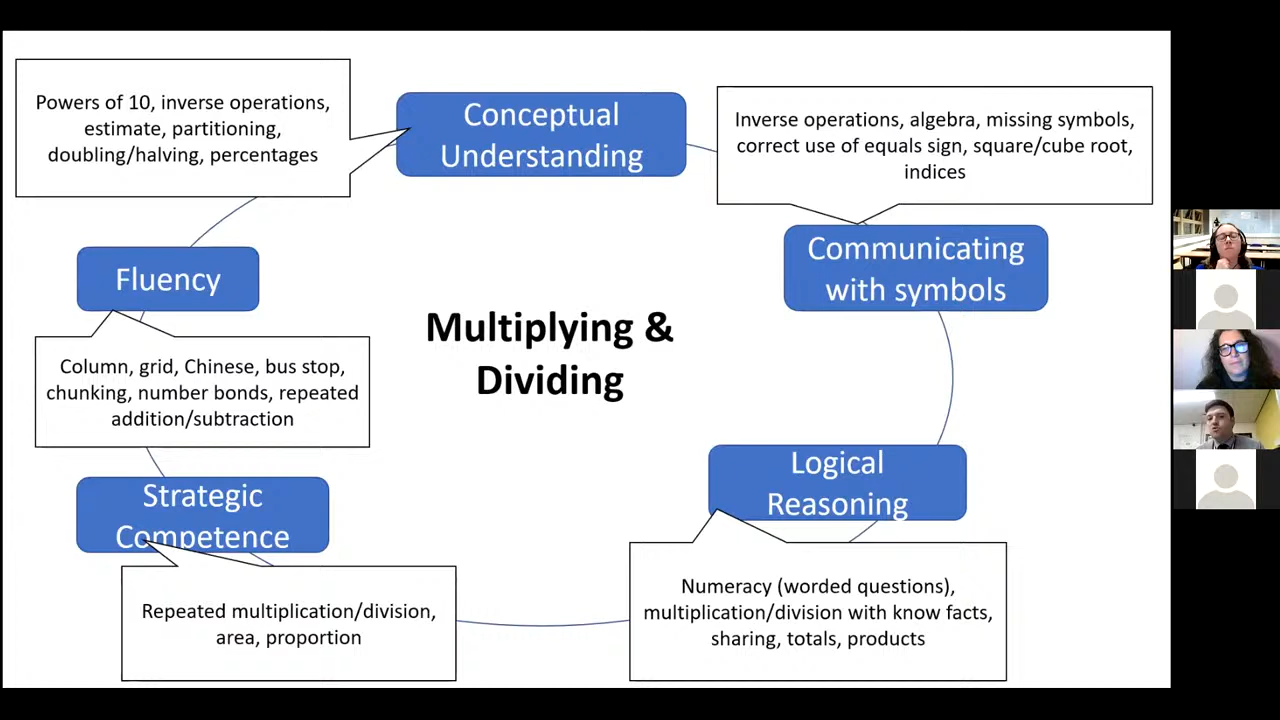 Powers of 10, inverse operations,
estimate, partitioning,
doubling/halving, percentages
Conceptual
Understanding
Inverse operations, algebra, missing symbols,
correct use of equals sign, square/cube root,
indices
Fluency
Communicating
with symbols
Multiplying &
Dividing
Column, grid, Chinese, bus stop,
chunking, number bonds, repeated
addition/subtraction
Logical
Reasoning
Strategic
Competence
Numeracy (worded questions),
multiplication/division with know facts,
sharing, totals, products
Repeated multiplication/division,
area, proportion